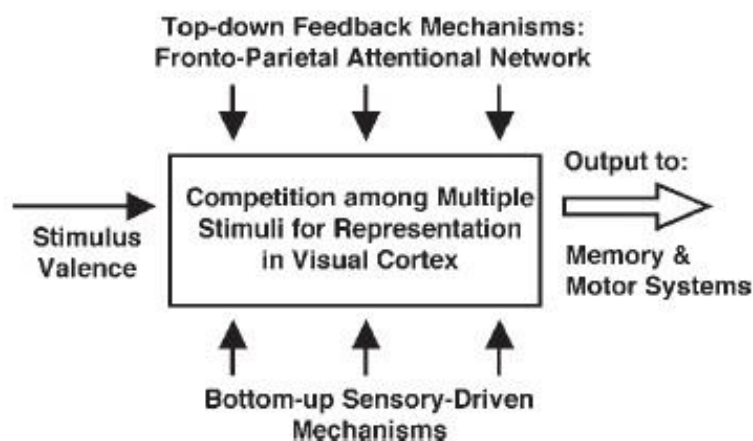 Top-down Feedback Mechanisms:
Fronto-Parietal Attentional Network
Stimulus
Valence
Competition among Multiple
Stimuli for Representation
in Visual Cortex
Output to:
Memory &
Motor Systems
Bottom-up Sensory-Driven
Mechanisms